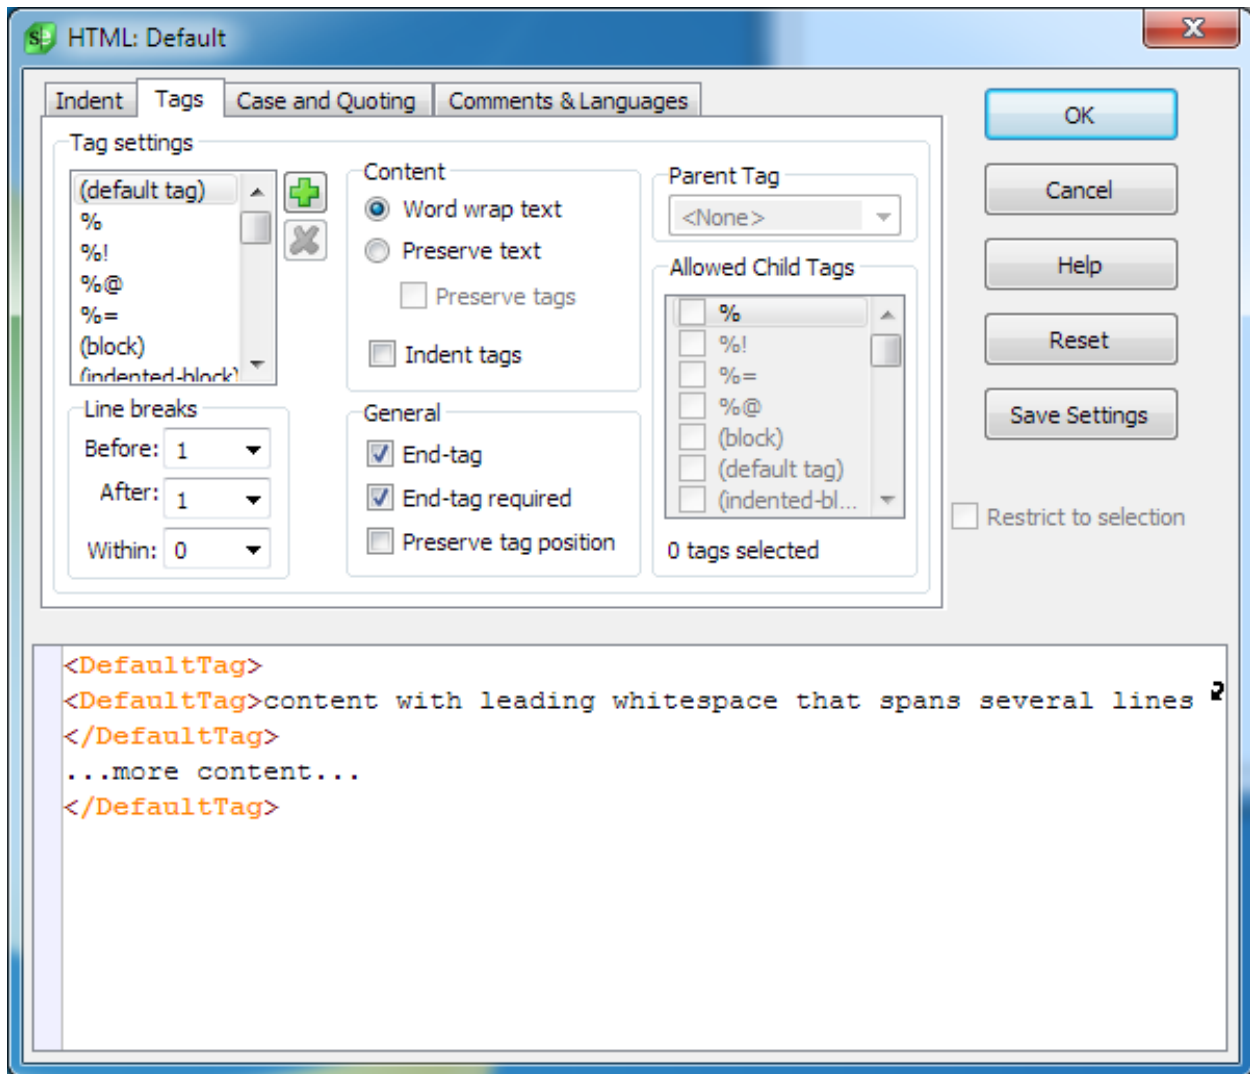 HTML: Default
Indent Tags Case and Quoting Comments & Languages
Tag settings
(default tag)
%
%!
%@
%=
(block)
(indented-block)
Line breaks
Before: 1
After: 1
Within: 0
Content
Word wrap text
Preserve text
Preserve tags
Indent tags
General
End-tag
End-tag required
Preserve tag position
Parent Tag
<None>
Allowed Child Tags
%
%!
%=
%@
(block)
(default tag)
(indented-bl...
0 tags selected
OK
Cancel
Help
Reset
Save Settings
Restrict to selection
<DefaultTag>
<DefaultTag>content with leading whitespace that spans several lines
</DefaultTag>
...more content...
</DefaultTag>